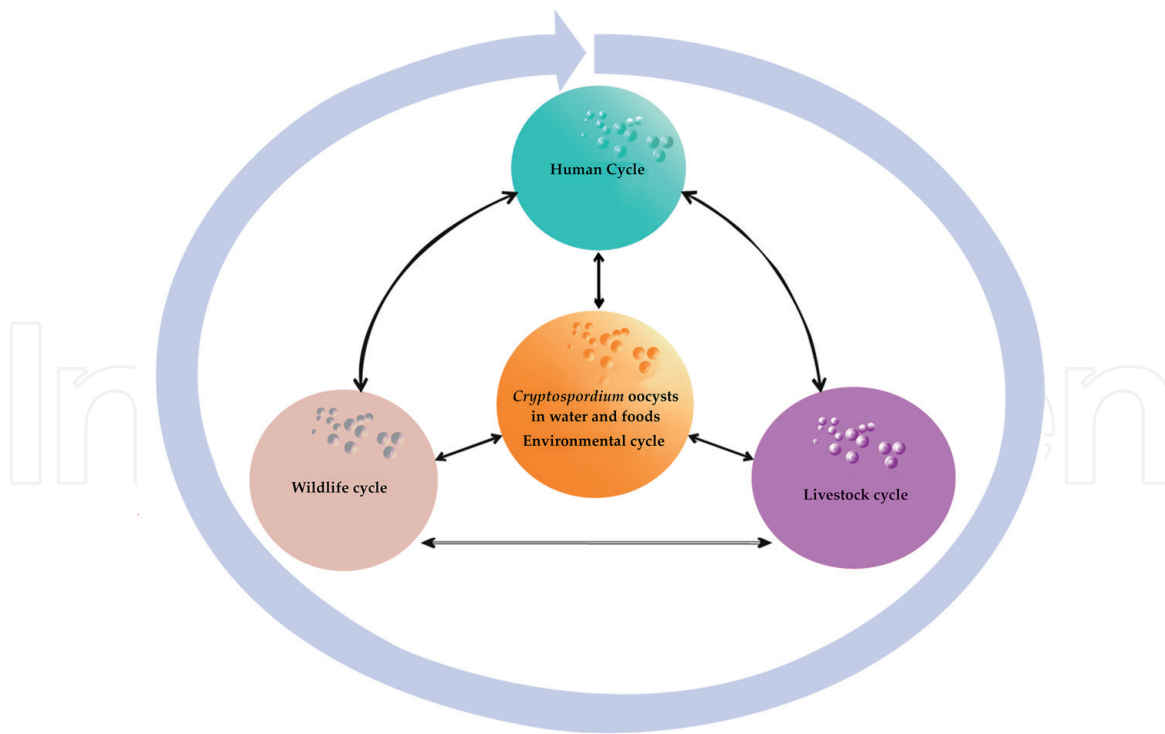 Human Cycle
Cryptospordium oocysts
in water and foods
Environmental cycle
Wildlife cycle
Livestock cycle